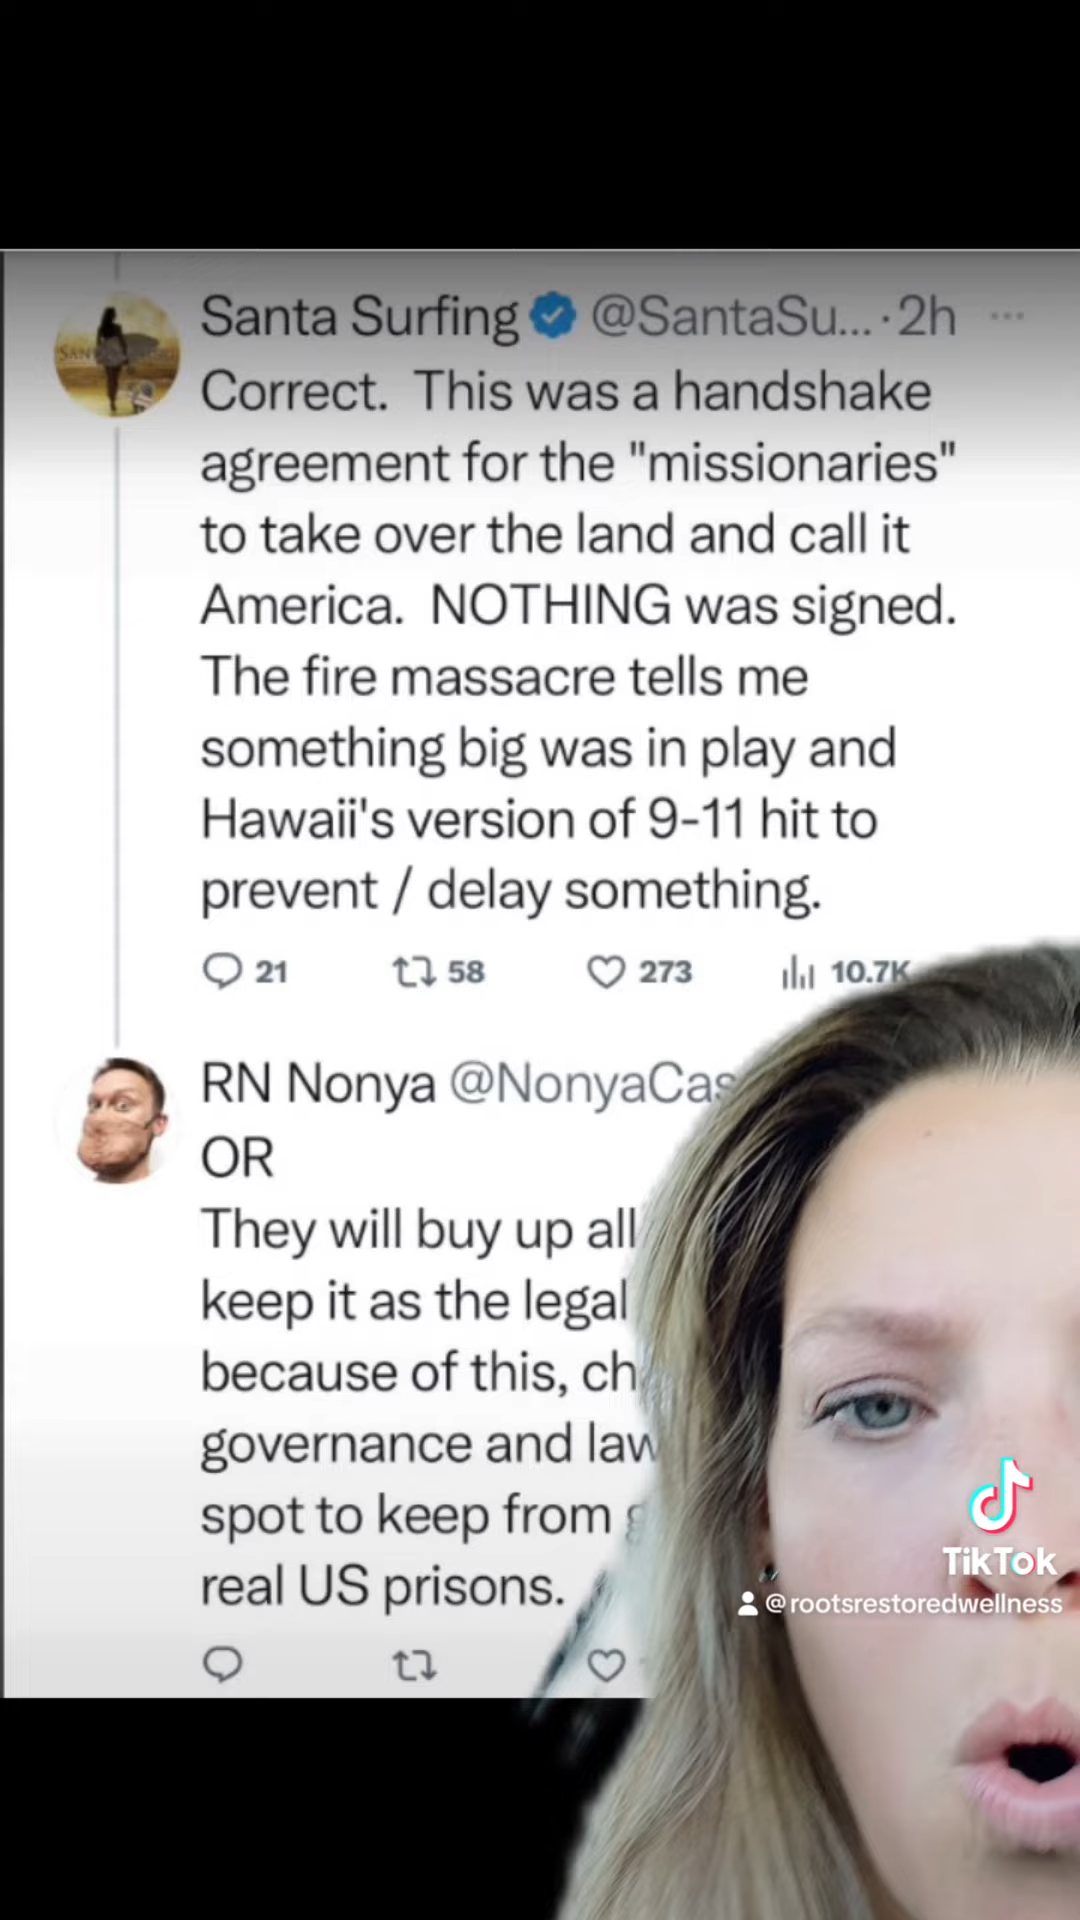 Santa Surfing @SantaSu... · 2h ...
Correct. This was a handshake
agreement for the "missionaries"
to take over the land and call it
America. NOTHING was signed.
The fire massacre tells me
something big was in play and
Hawaii's version of 9-11 hit to
prevent / delay something.
21 58 273 10.7K
RN Nonya @NonyaCas
OR
They will buy up all
keep it as the legal
because of this, ch
governance and law
spot to keep from
real US prisons.
TikTok
@rootsrestoredwellness